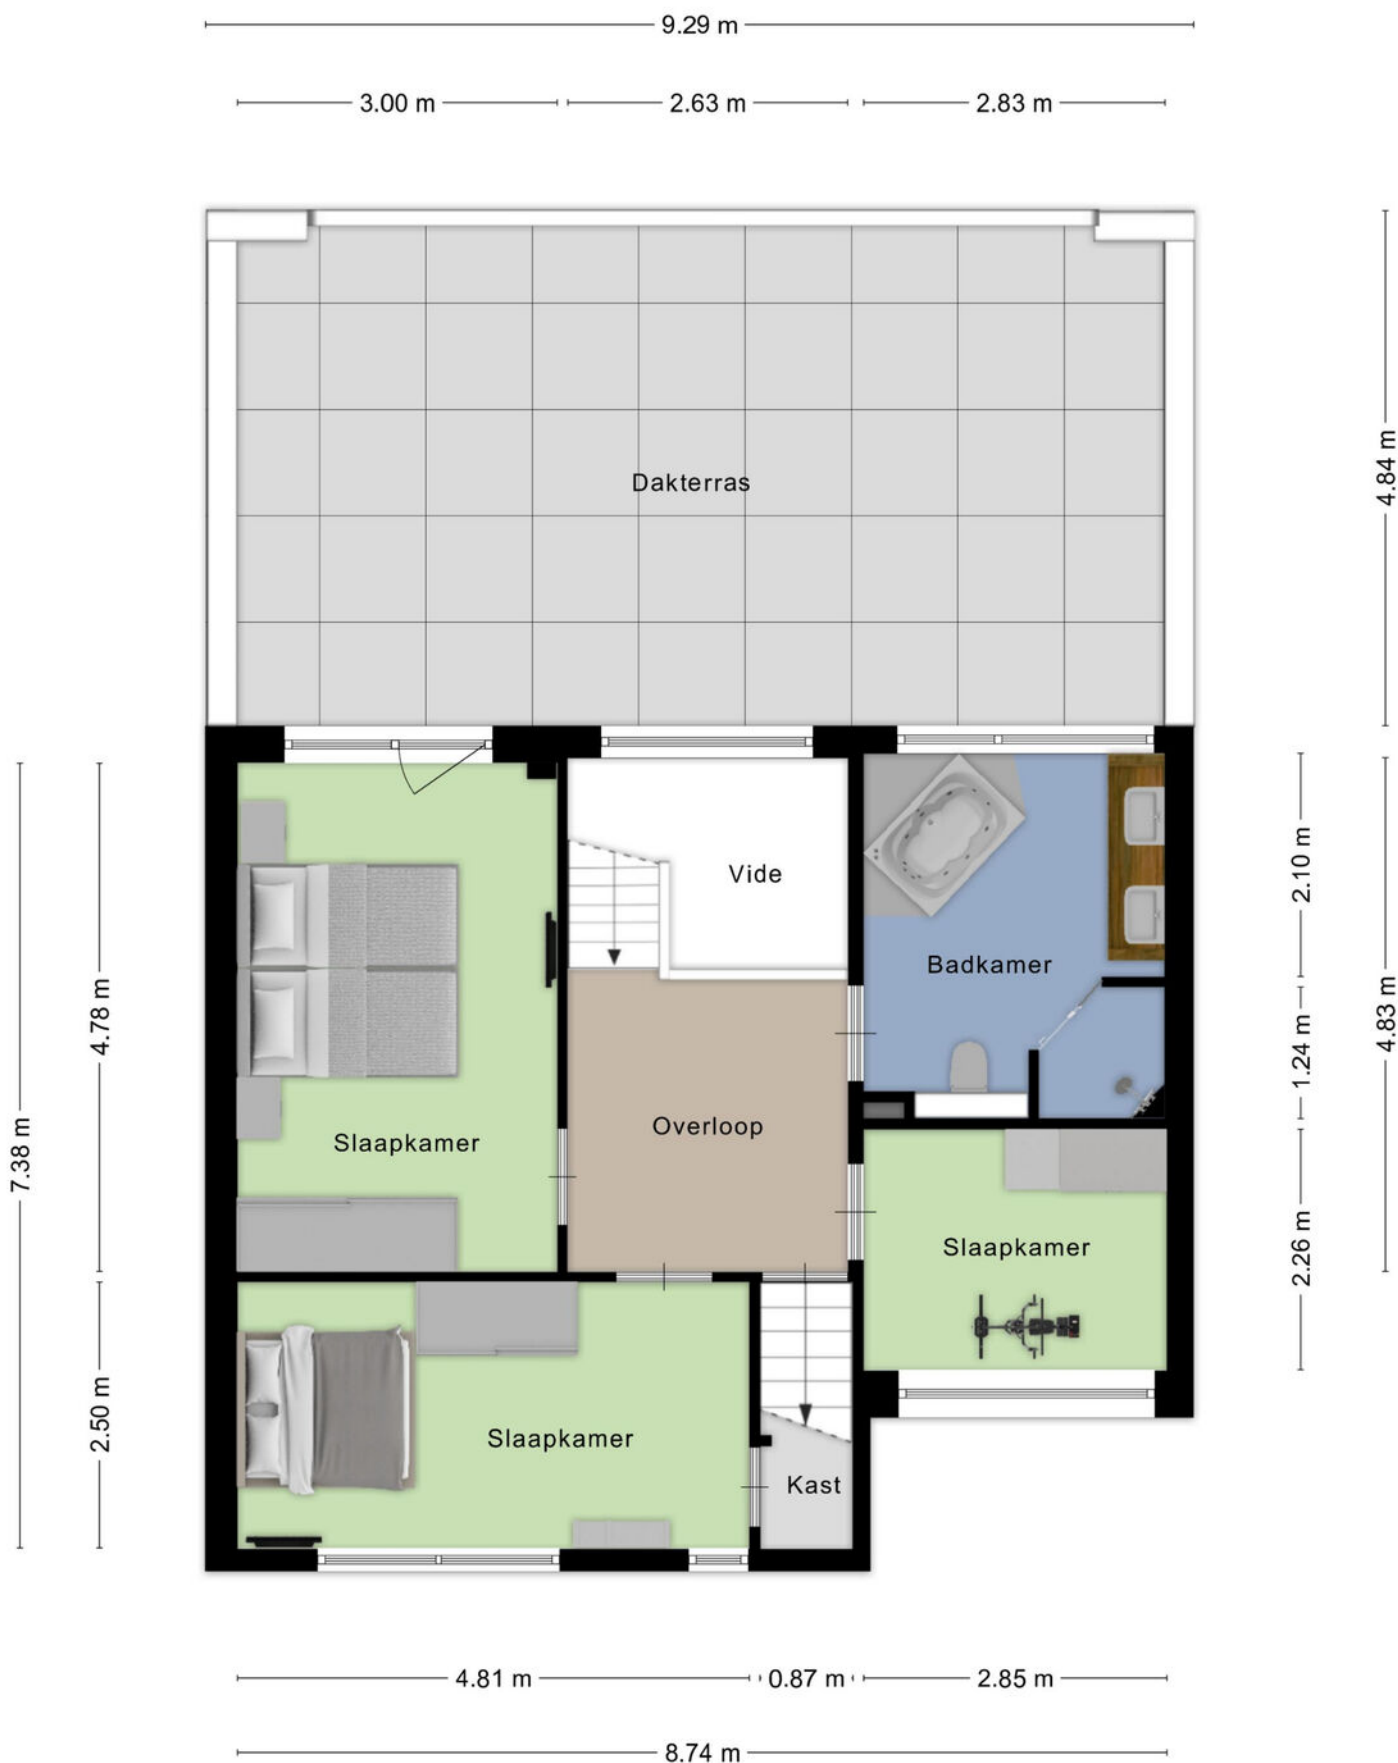 9.29 m
3.00 m
2.63 m
2.83 m
Dakterras
4.84 m
Vide
2.10 m
Badkamer
4.78 m
4.83 m
1.24 m
Overloop
Slaapkamer
7.38 m
Slaapkamer
2.26 m
2.50 m
Slaapkamer
Kast
4.81 m
0.87 m
2.85 m
8.74 m